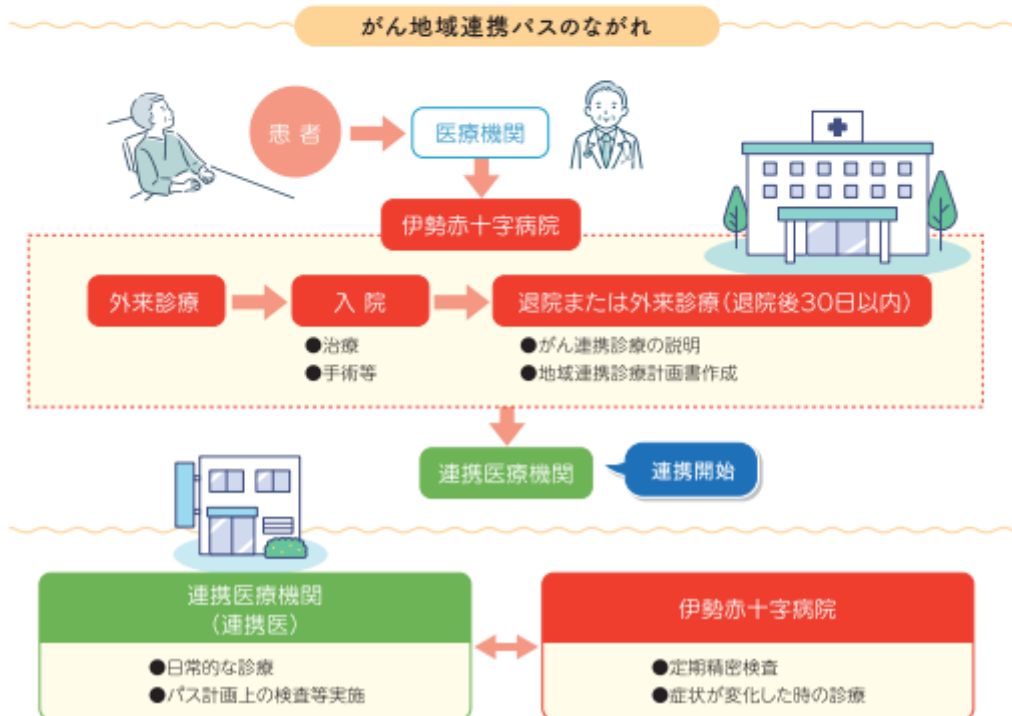 がん地域連携パスのながれ
患者
医療機関
伊勢赤十字病院
外来診療
入院
退院または外来診療(退院後30日以内)
●治療
●手術等
●がん連携診療の説明
●地域連携診療計画書作成
連携医療機関
連携開始
連携医療機関
(連携医)
●日常的な診療
●パス計画上の検査等実施
伊勢赤十字病院
●定期精密検査
●症状が変化した時の診療